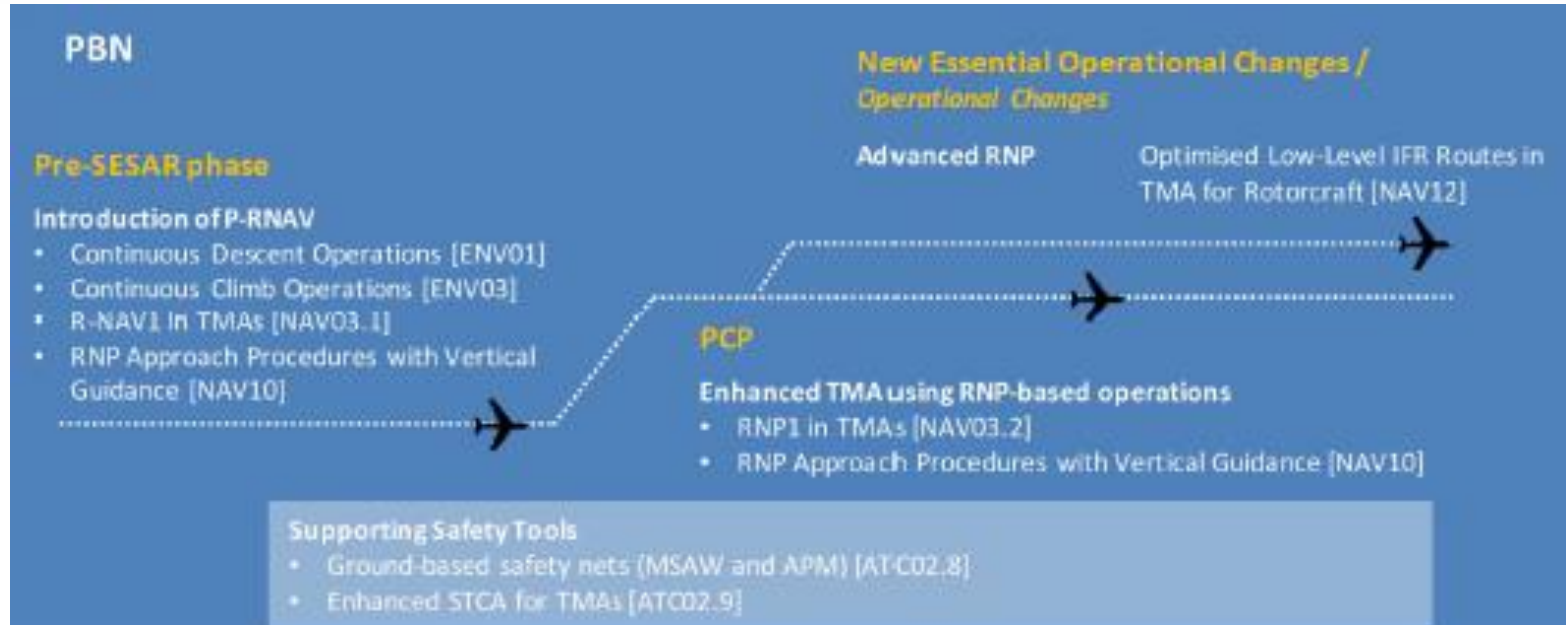 PBN
New Essential Operational Changes /
Operational Changes
Advanced RNP
Optimised Low-Level IFR Routes in
TMA for Rotorcraft [NAV12]
Pre-SESAR phase
Introduction of P-RNAV
• Continuous Descent Operations [ENV01]
• Continuous Climb Operations [ENV03]
• R-NAV1 in TMAs [NAV03.1]
• RNP Approach Procedures with Vertical
Guidance [NAV10]
PCP
Enhanced TMA using RNP-based operations
• RNP1 in TMAs [NAV03.2]
• RNP Approach Procedures with Vertical Guidance [NAV10]
Supporting Safety Tools
• Ground-based safety nets (MSAW and APM) [ATC02.8]
• Enhanced STCA for TMAs [ATC02.9]